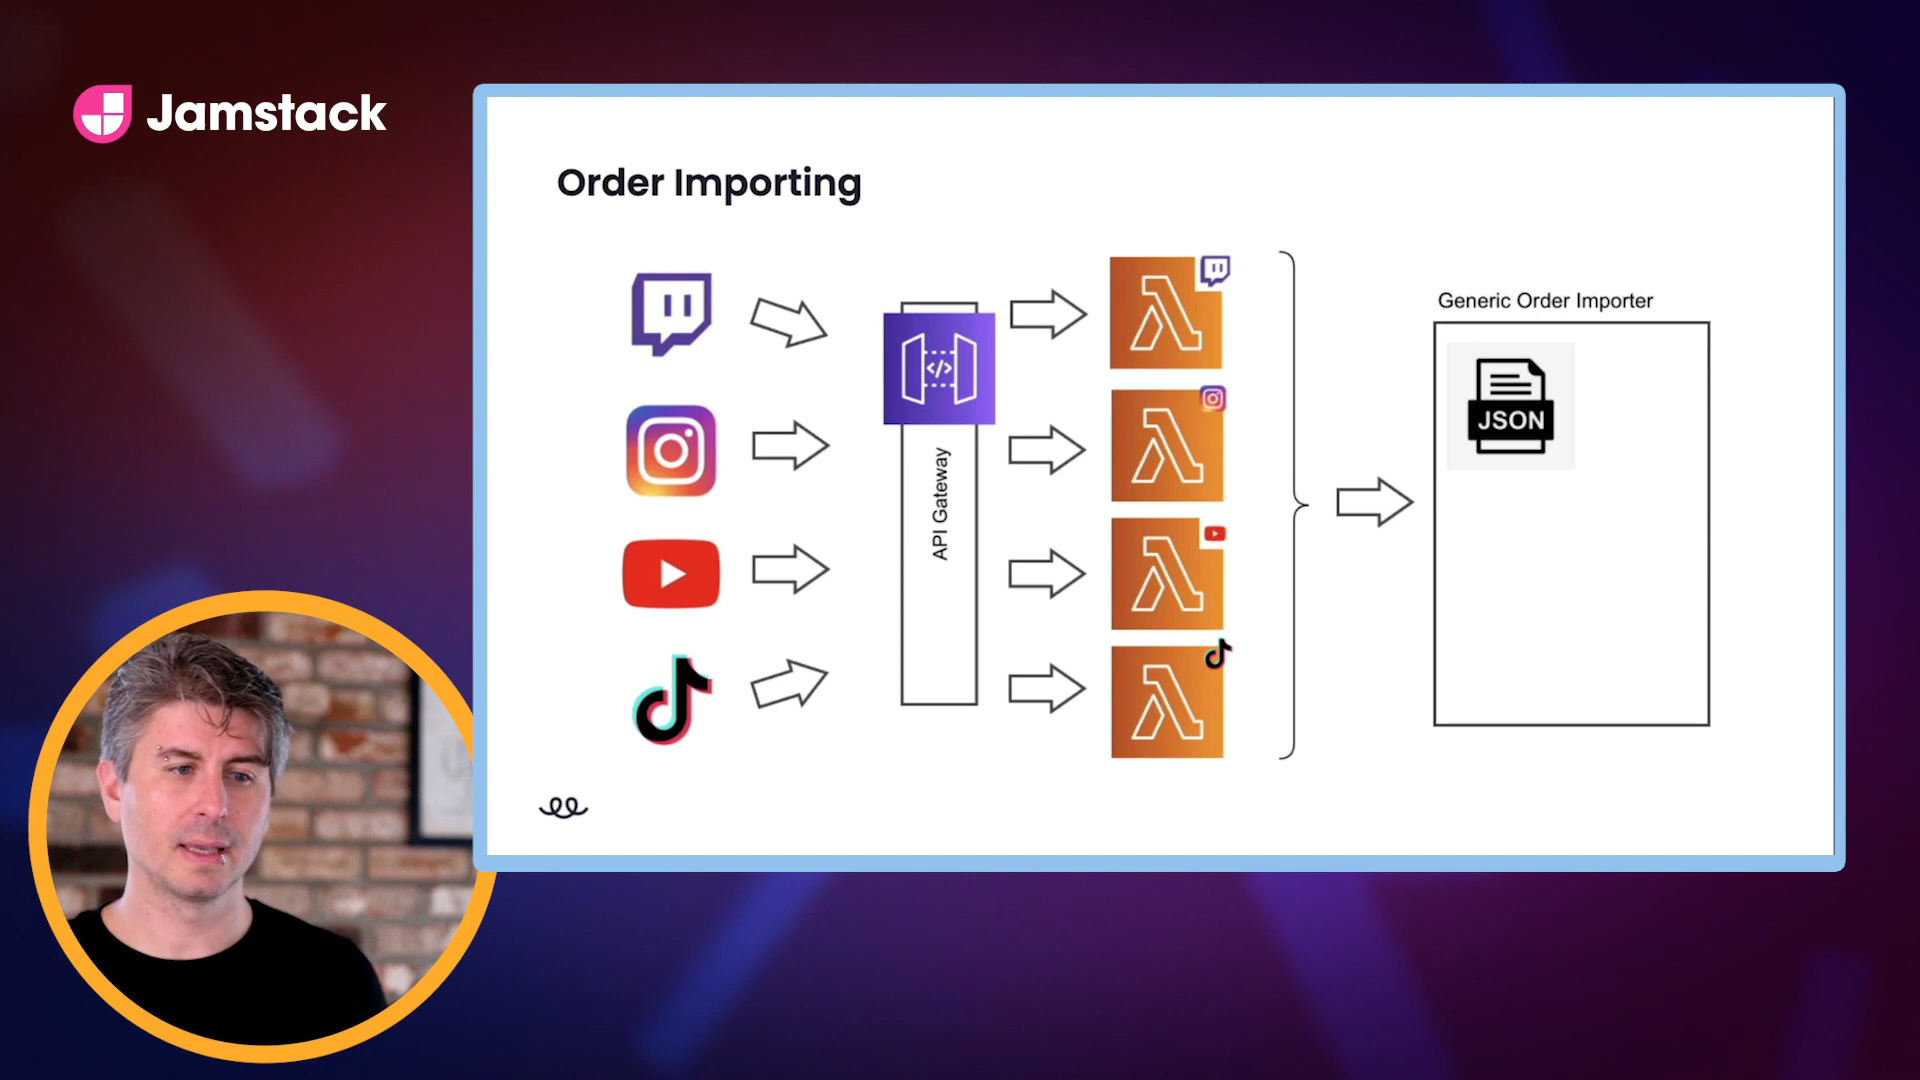 Jamstack
Order Importing
API Gateway
Generic Order Importer
JSON